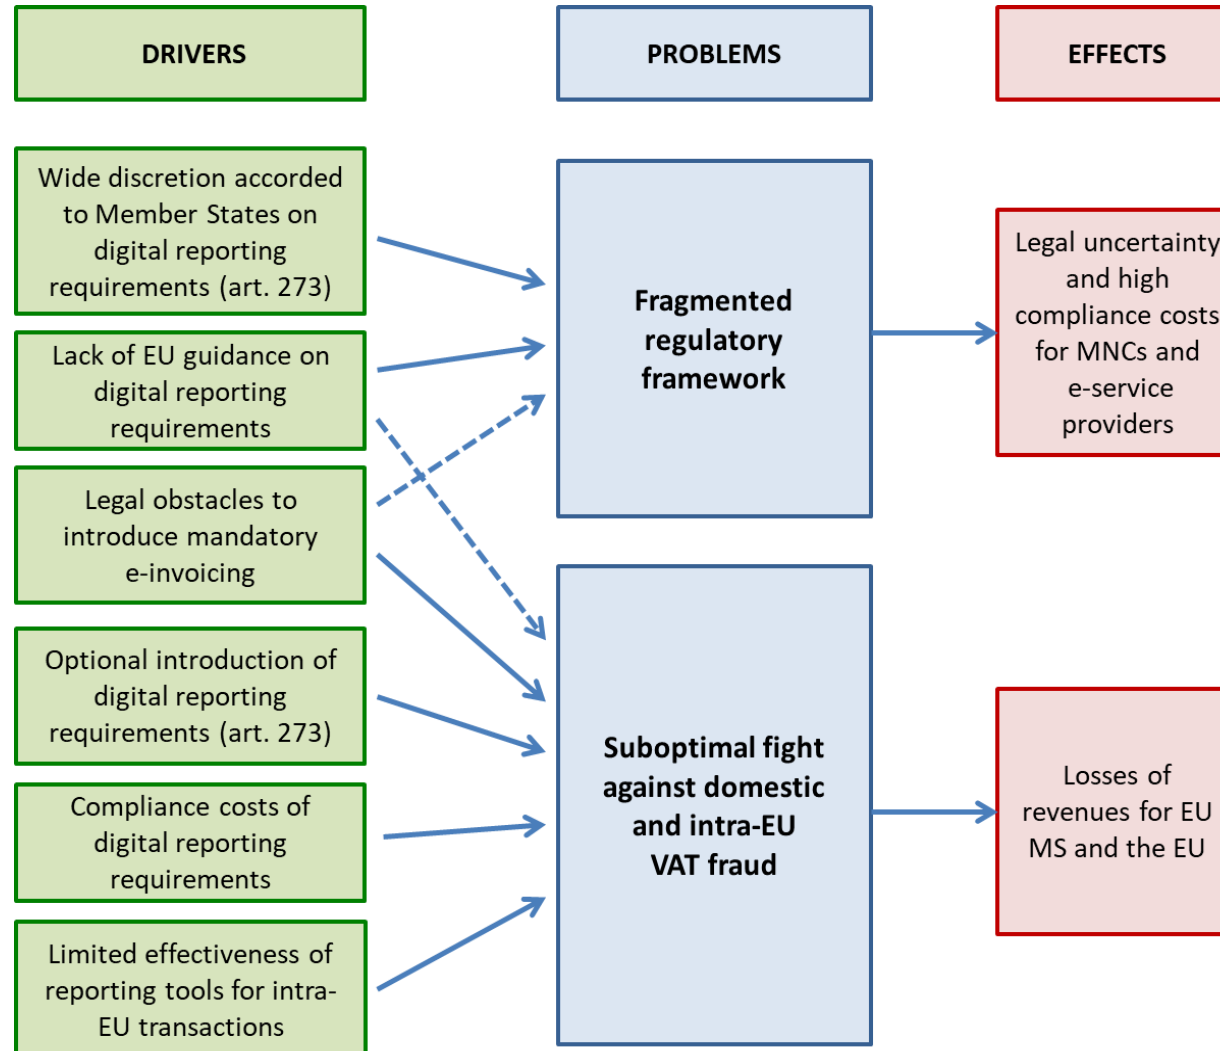 DRIVERS
PROBLEMS
EFFECTS
Wide discretion accorded
to Member States on
digital reporting
requirements (art. 273)
Lack of EU guidance on
digital reporting
requirements
Legal obstacles to
introduce mandatory
e-invoicing
Optional introduction of
digital reporting
requirements (art. 273)
Compliance costs of
digital reporting
requirements
Limited effectiveness of
reporting tools for intra-
EU transactions
Fragmented
regulatory
framework
Suboptimal fight
against domestic
and intra-EU
VAT fraud
Legal uncertainty
and high
compliance costs
for MNCs and
e-service
providers
Losses of
revenues for EU
MS and the EU